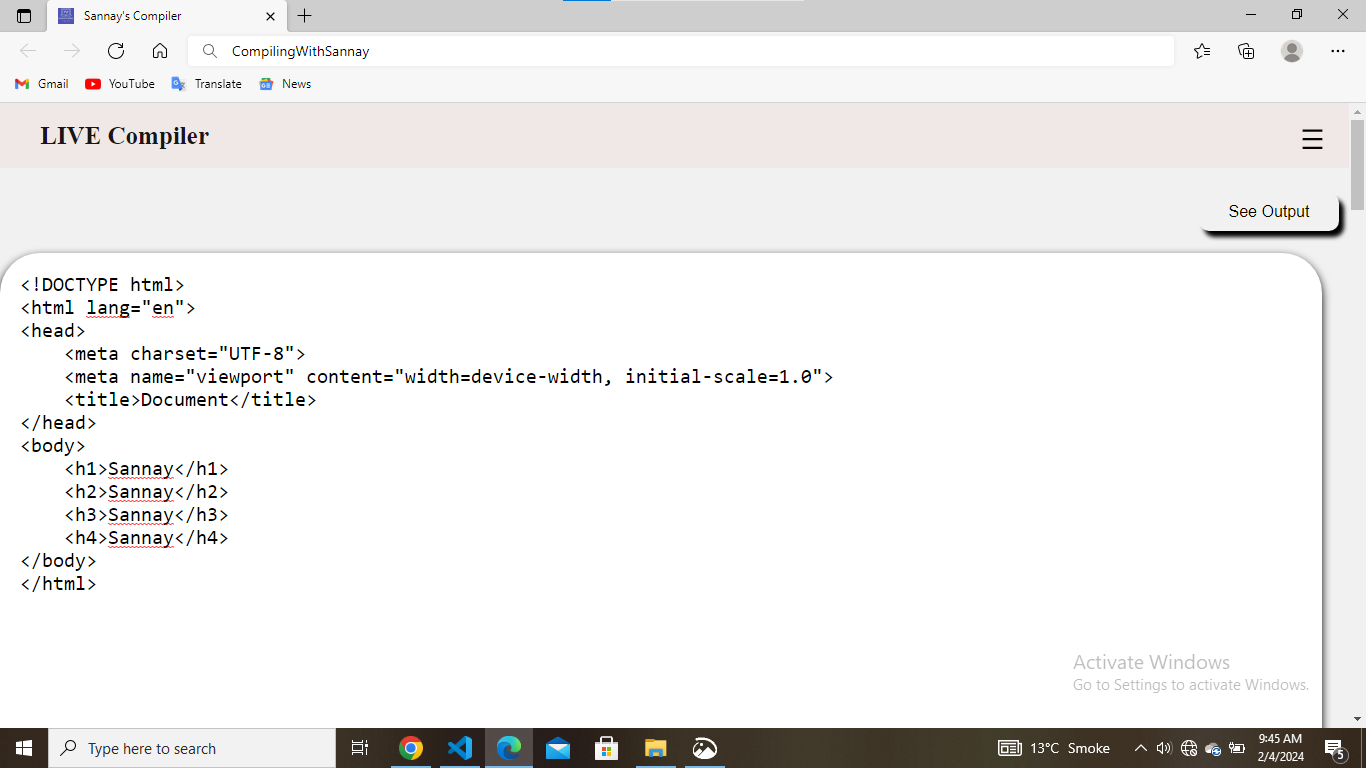 Sannay's Compiler
CompilingWithSannay
Gmail YouTube Translate News
LIVE Compiler
See Output
<!DOCTYPE html>
<html lang="en">
<head>
    <meta charset="UTF-8">
    <meta name="viewport" content="width=device-width, initial-scale=1.0">
    <title>Document</title>
</head>
<body>
    <h1>Sannay</h1>
    <h2>Sannay</h2>
    <h3>Sannay</h3>
    <h4>Sannay</h4>
</body>
</html>
Activate Windows
Go to Settings to activate Windows.
Type here to search
13°C Smoke
9:45 AM
2/4/2024
5